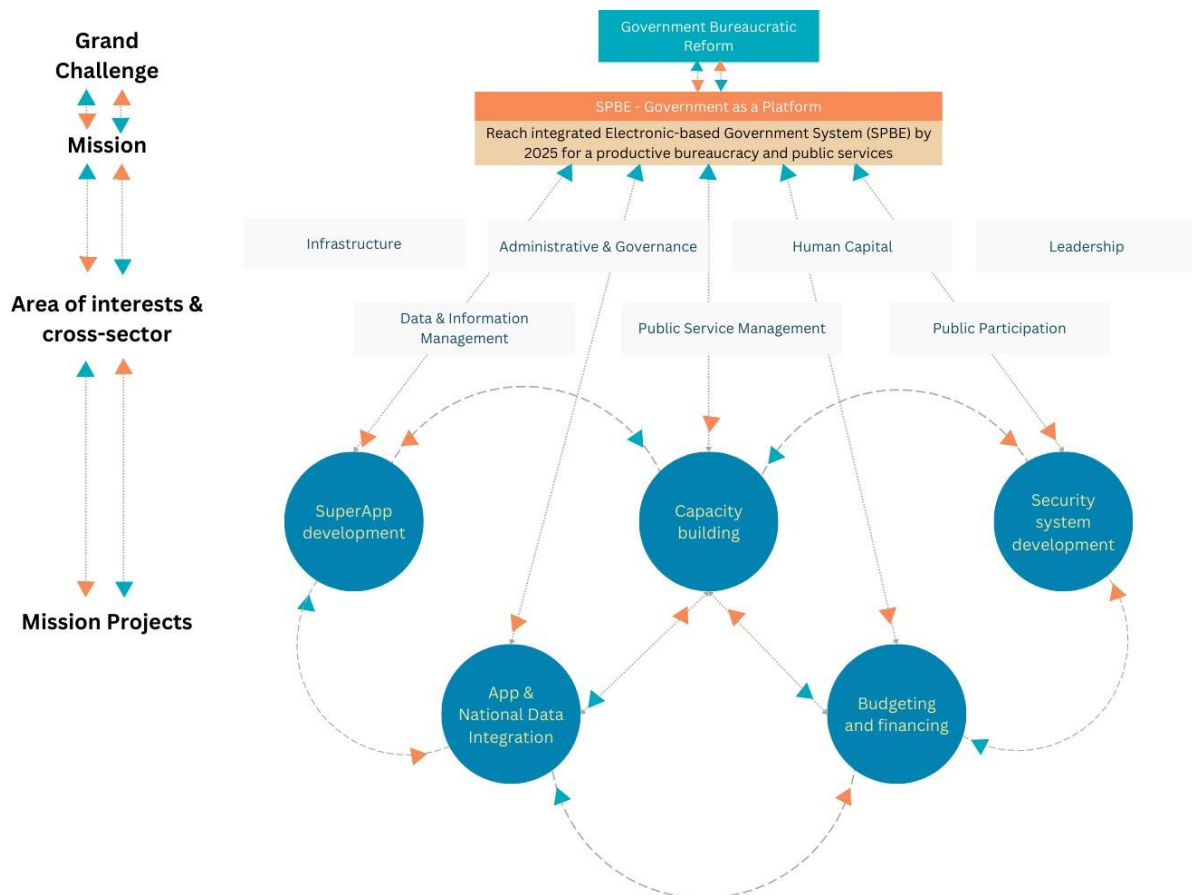 Grand
Challenge
Mission
Area of interests &
cross-sector
Mission Projects
Government Bureaucratic
Reform
SPBE - Government as a Platform
Reach integrated Electronic-based Government System (SPBE) by
2025 for a productive bureaucracy and public services
Infrastructure
Administrative & Governance
Human Capital
Leadership
Data & Information
Management
Public Service Management
Public Participation
SuperApp
development
Capacity
building
Security
system
development
App &
National Data
Integration
Budgeting
and financing